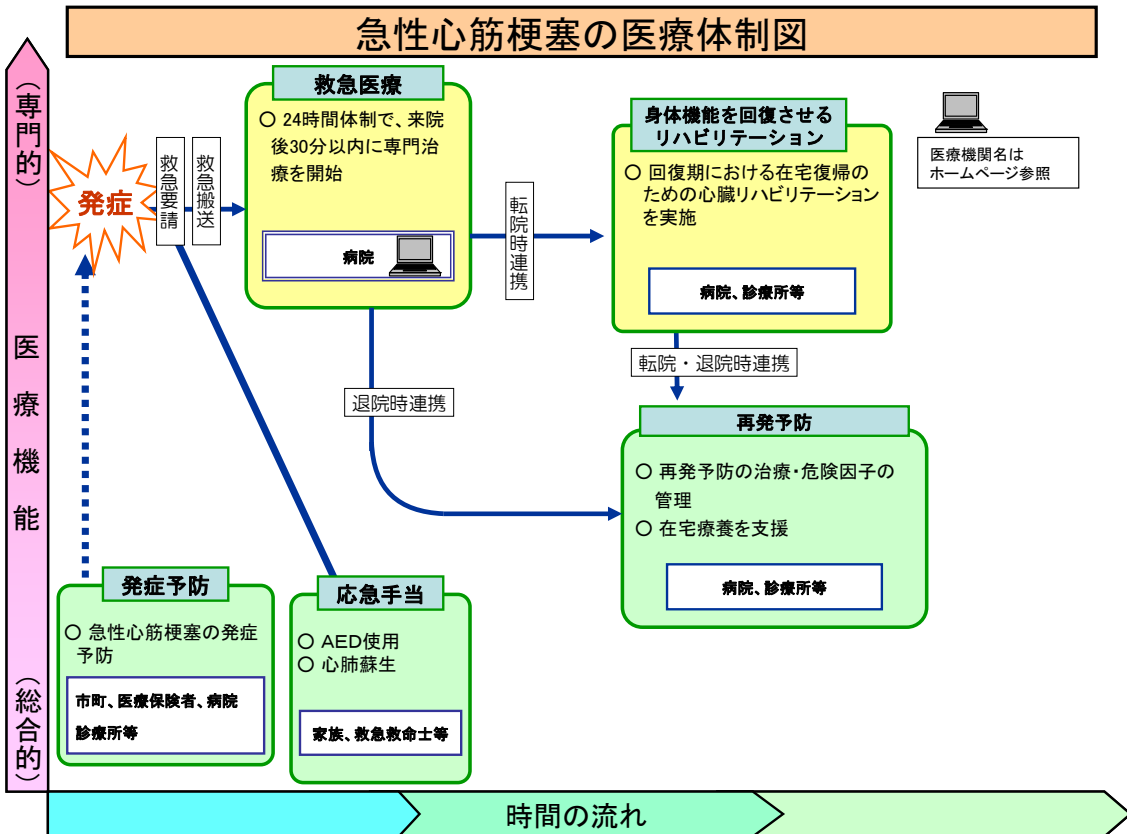 急性心筋梗塞の医療体制図
(専門的)
医療機能
(総合的)
発症
救急要請
救急搬送
救急医療
○ 24時間体制で、来院
後30分以内に専門治
療を開始
病院
転院時連携
身体機能を回復させる
リハビリテーション
○ 回復期における在宅復帰の
ための心臓リハビリテーション
を実施
病院、診療所等
医療機関名は
ホームページ参照
転院・退院時連携
退院時連携
再発予防
○ 再発予防の治療・危険因子の
管理
○ 在宅療養を支援
病院、診療所等
発症予防
○ 急性心筋梗塞の発症
予防
市町、医療保険者、病院
診療所等
応急手当
○ AED使用
○ 心肺蘇生
家族、救急救命士等
時間の流れ